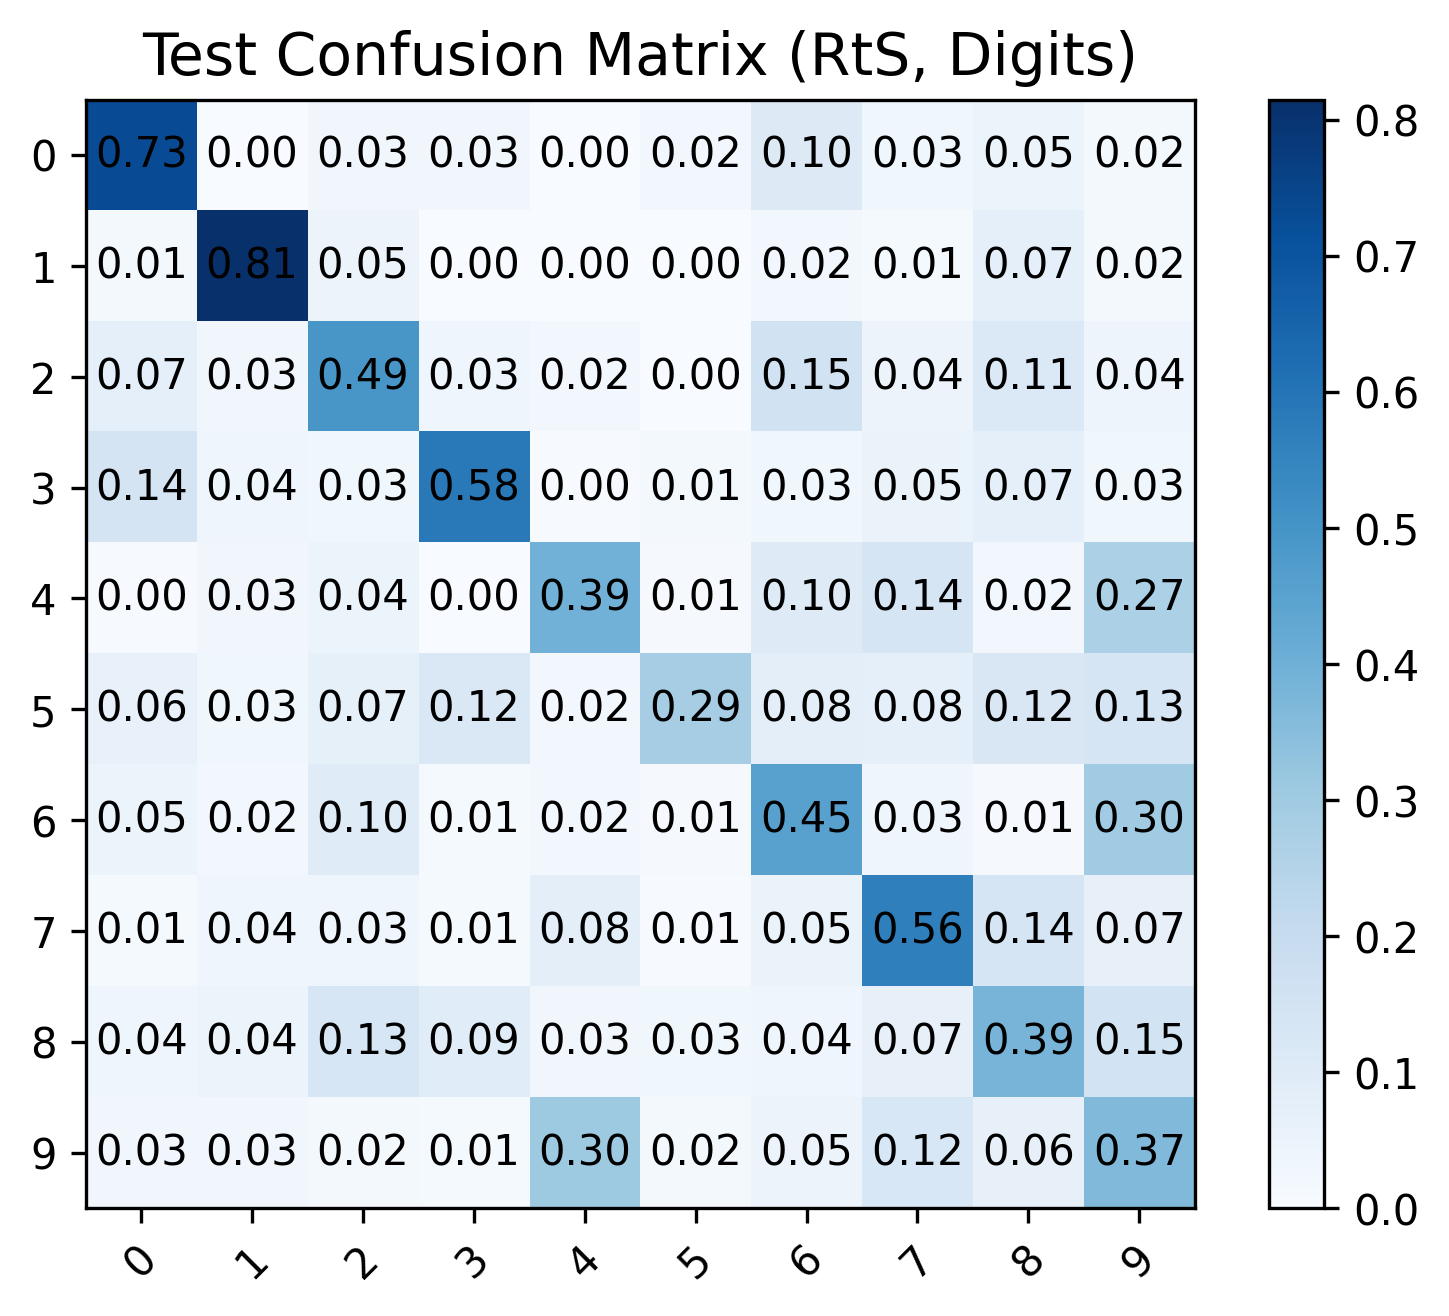 Test Confusion Matrix (RtS, Digits)
0 0.73 0.00 0.03 0.03 0.00 0.02 0.10 0.03 0.05 0.02
1 0.01 0.81 0.05 0.00 0.00 0.00 0.02 0.01 0.07 0.02
2 0.07 0.03 0.49 0.03 0.02 0.00 0.15 0.04 0.11 0.04
3 0.14 0.04 0.03 0.58 0.00 0.01 0.03 0.05 0.07 0.03
4 0.00 0.03 0.04 0.00 0.39 0.01 0.10 0.14 0.02 0.27
5 0.06 0.03 0.07 0.12 0.02 0.29 0.08 0.08 0.12 0.13
6 0.05 0.02 0.10 0.01 0.02 0.01 0.45 0.03 0.01 0.30
7 0.01 0.04 0.03 0.01 0.08 0.01 0.05 0.56 0.14 0.07
8 0.04 0.04 0.13 0.09 0.03 0.03 0.04 0.07 0.39 0.15
9 0.03 0.03 0.02 0.01 0.30 0.02 0.05 0.12 0.06 0.37
0 1 2 3 4 5 6 7 8 9
0.8
0.7
0.6
0.5
0.4
0.3
0.2
0.1
0.0